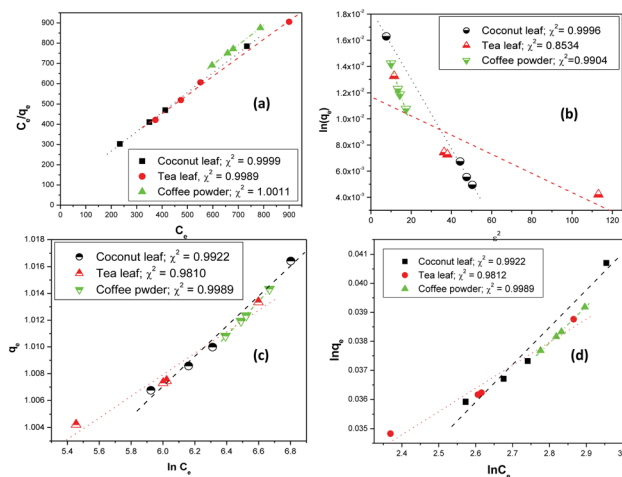 (a)
Coconut leaf; χ² = 0.9999
Tea leaf; χ² = 0.9989
Coffee powder; χ² = 1.0011
Cₑ/qₑ
900
800
700
600
500
400
300
200
100
0
0 100 200 300 400 500 600 700 800 900 1000
Cₑ
(b)
Coconut leaf; χ² = 0.9996
Tea leaf; χ² = 0.8534
Coffee powder; χ²=0.9904
ln(qₑ)
1.8x10⁻²
1.6x10⁻²
1.4x10⁻²
1.2x10⁻²
1.0x10⁻²
8.0x10⁻³
6.0x10⁻³
4.0x10⁻³
0 20 40 60 80 100 120
(c)
Coconut leaf; χ² = 0.9922
Tea leaf; χ² = 0.9810
Coffee pwder; χ² = 0.9989
qₑ
1.018
1.016
1.014
1.012
1.010
1.008
1.006
1.004
5.4 5.6 5.8 6.0 6.2 6.4 6.6 6.8
ln Cₑ
(d)
Coconut leaf; χ² = 0.9922
Tea leaf; χ² = 0.9812
Coffee powder; χ² = 0.9989
lnqₑ
0.041
0.040
0.039
0.038
0.037
0.036
0.035
2.4 2.5 2.6 2.7 2.8 2.9 3.0
lnCₑ